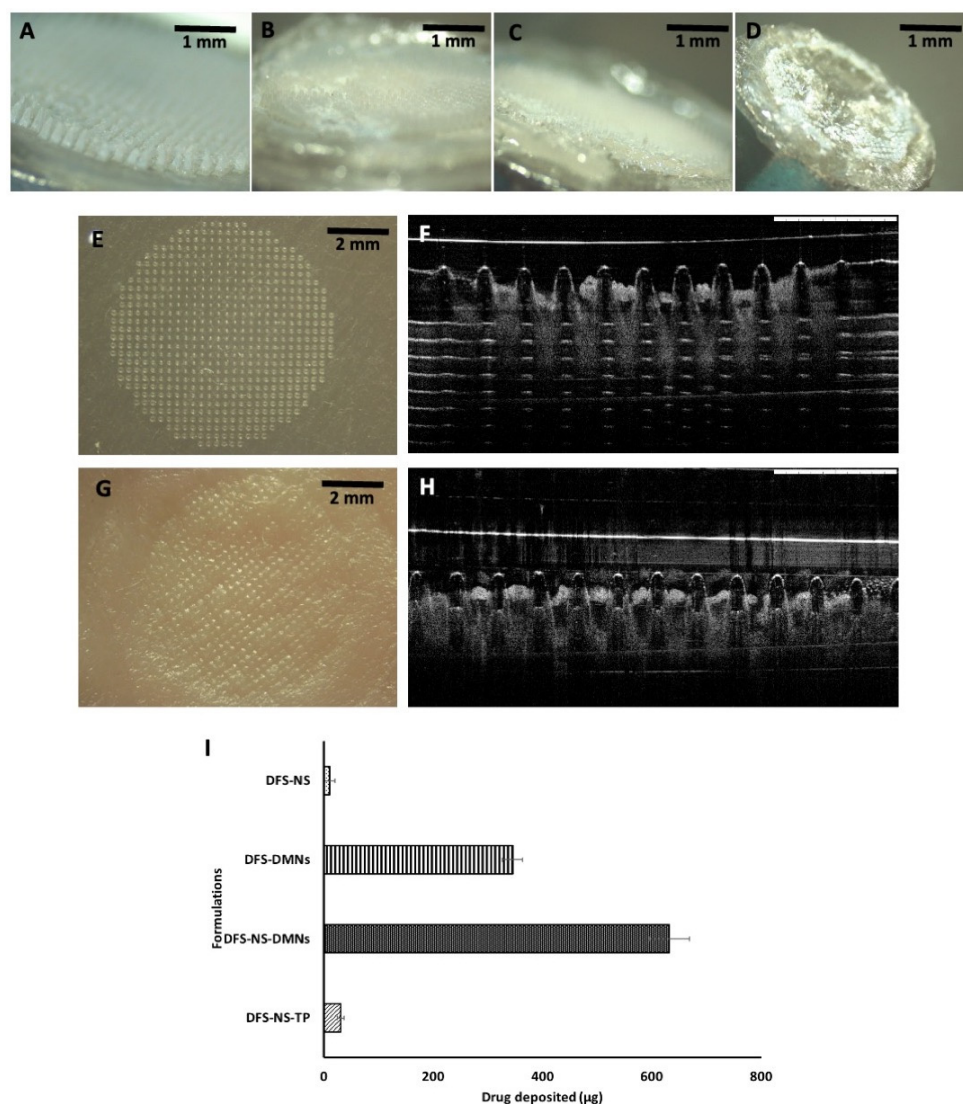 A
1 mm
B
1 mm
C
1 mm
D
1 mm
E
2 mm
F
G
2 mm
H
I
DFS-NS
DFS-DMNs
DFS-NS-DMNs
DFS-NS-TP
Formulations
0
200
400
600
800
Drug deposited (µg)